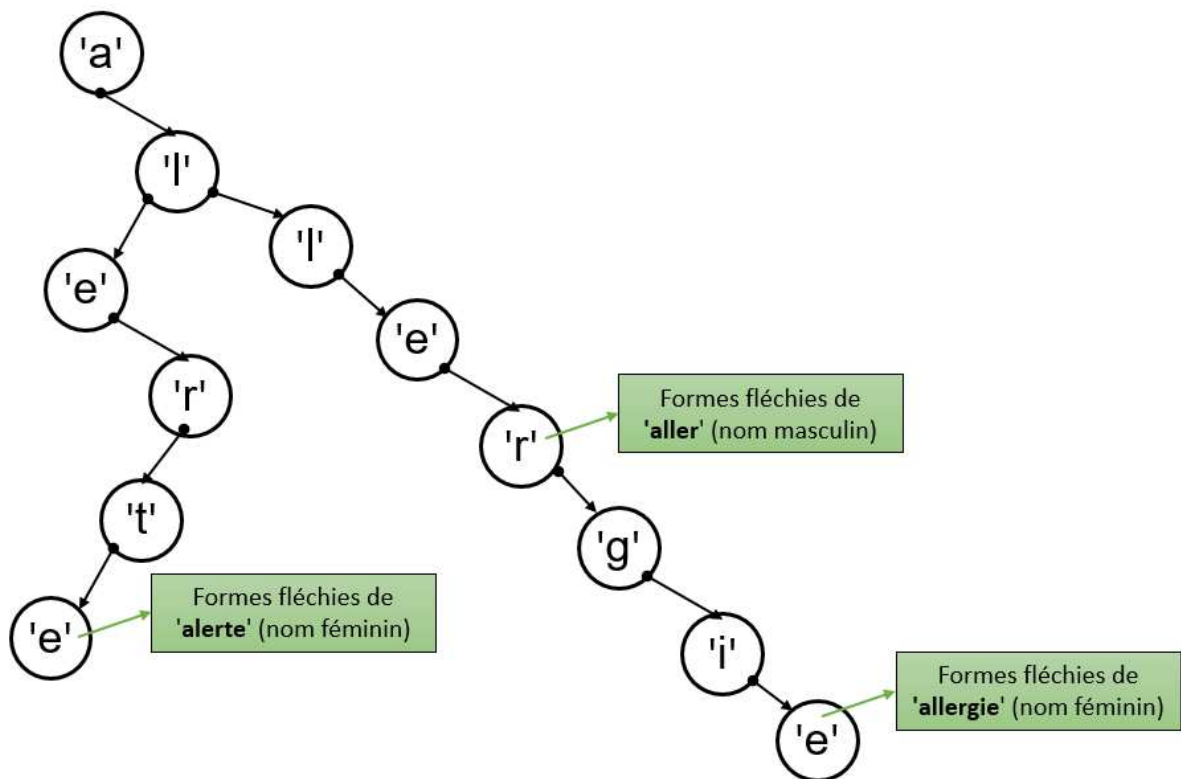 'a'
'l'
'l'
'e'
'e'
'r'
Formes fléchies de
'aller' (nom masculin)
'r'
't'
'g'
Formes fléchies de
'alerte' (nom féminin)
'e'
'i'
Formes fléchies de
'allergie' (nom féminin)
'e'